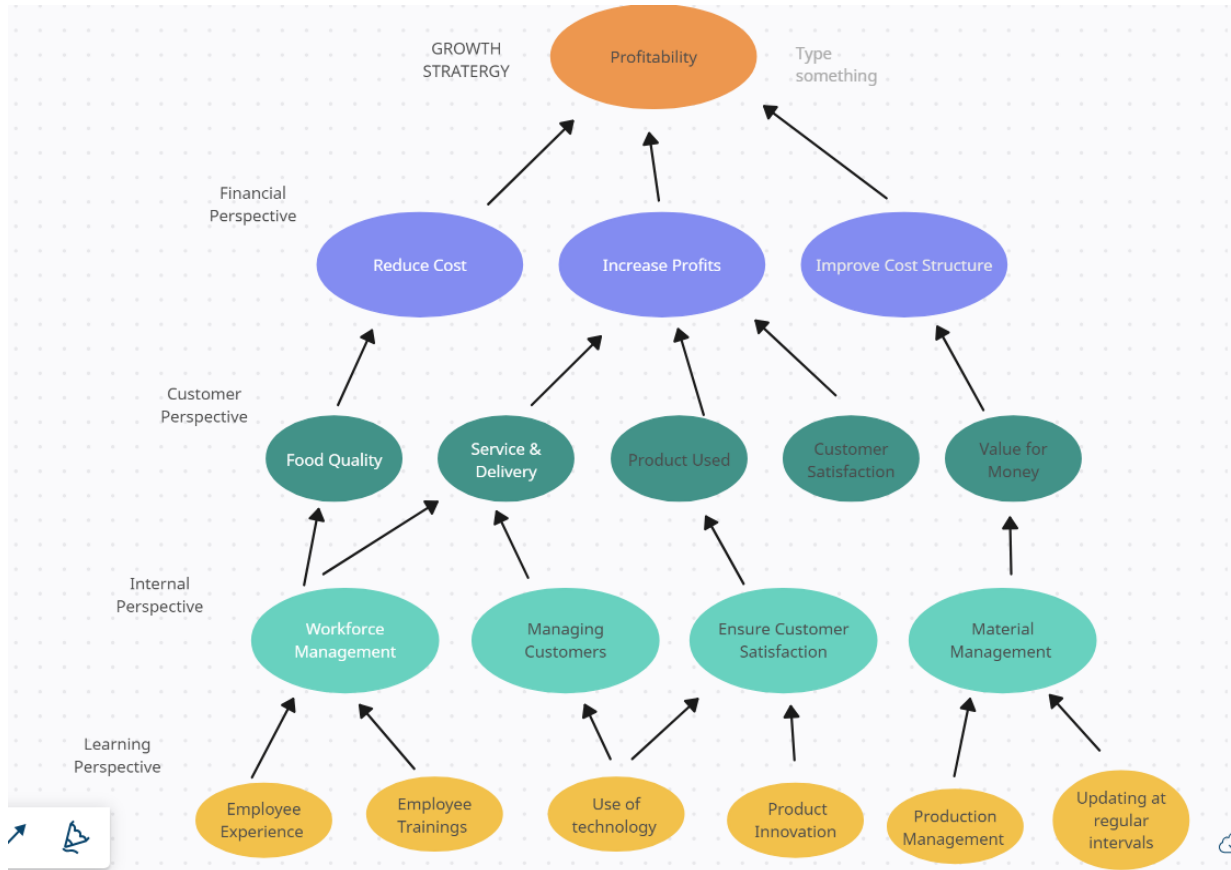 GROWTH
STRATERGY
Profitability
Type
something
Financial
Perspective
Reduce Cost
Increase Profits
Improve Cost Structure
Customer
Perspective
Food Quality
Service &
Delivery
Product Used
Customer
Satisfaction
Value for
Money
Internal
Perspective
Workforce
Management
Managing
Customers
Ensure Customer
Satisfaction
Material
Management
Learning
Perspective
Employee
Experience
Employee
Trainings
Use of
technology
Product
Innovation
Production
Management
Updating at
regular
intervals